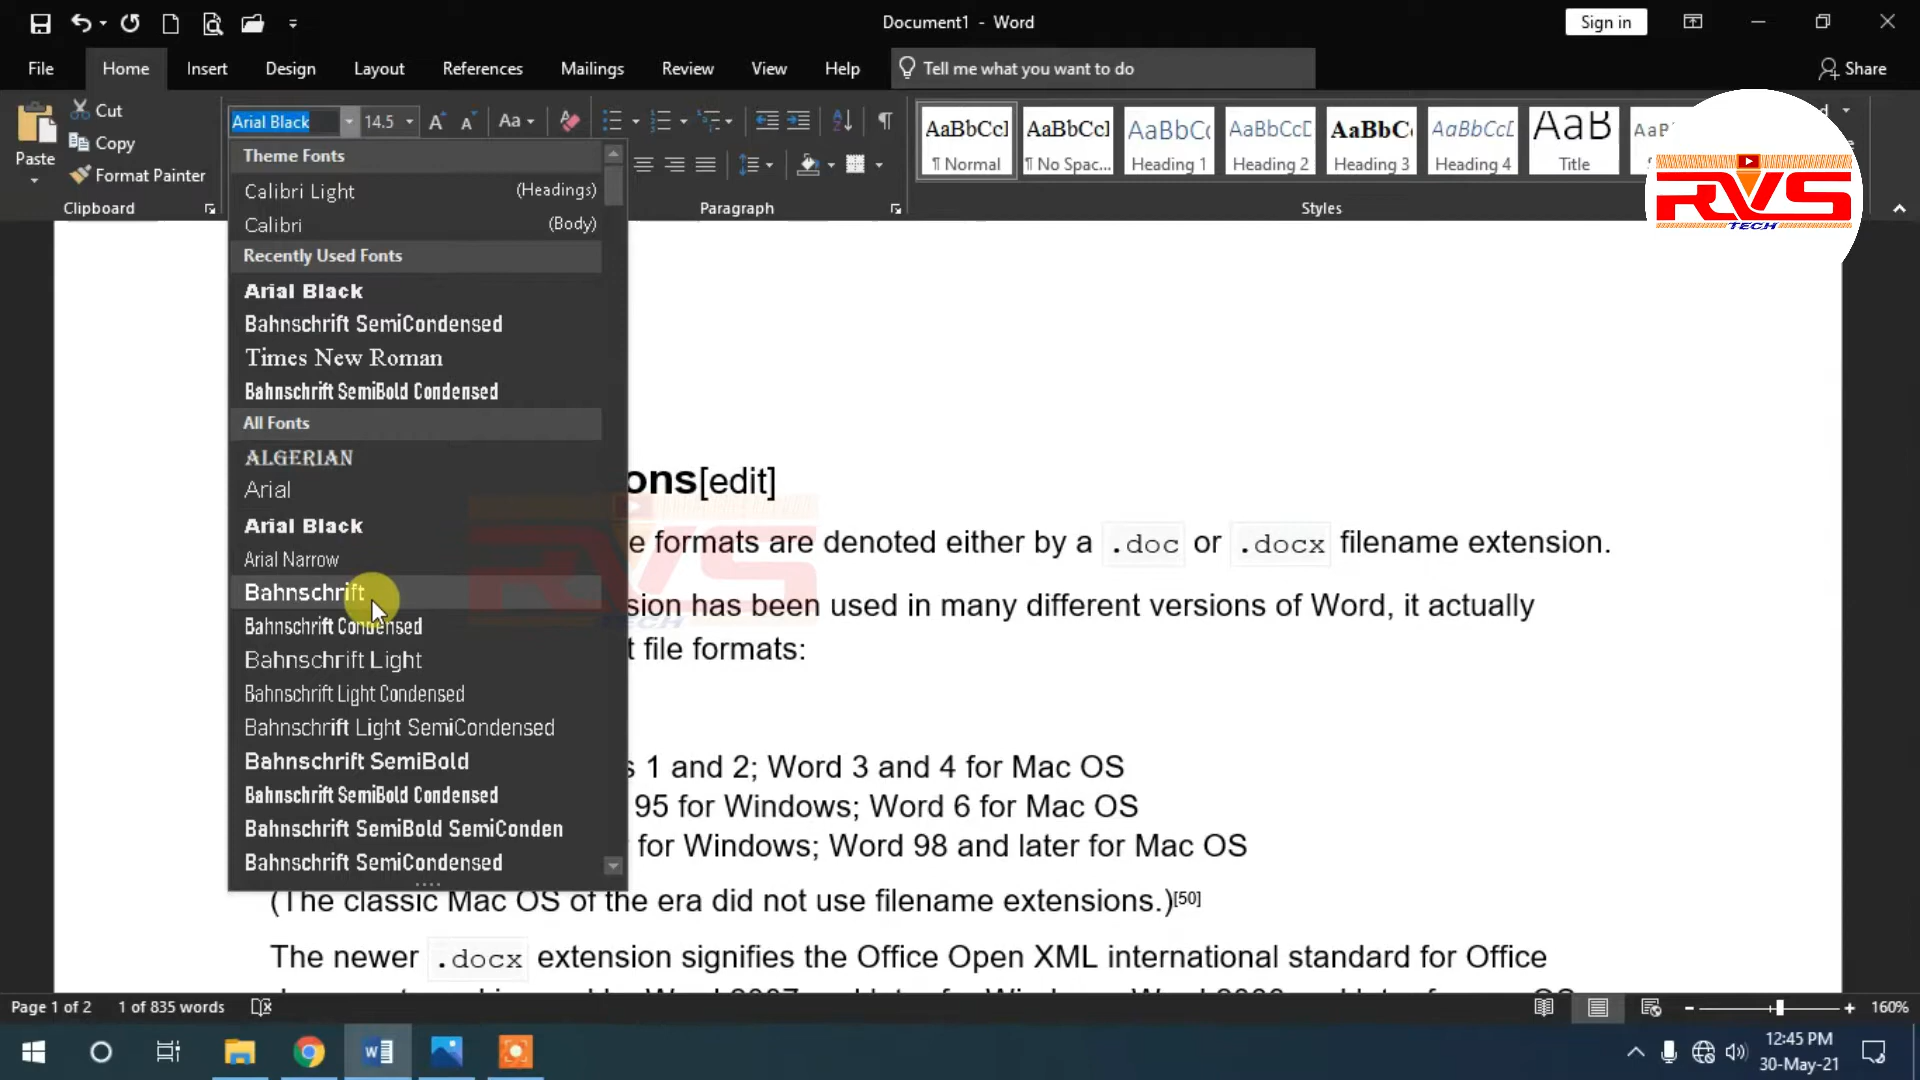 Document1 - Word
Sign in
File Home Insert Design Layout References Mailings Review View Help Tell me what you want to do Share
Paste
Cut
Copy
Format Painter
Clipboard
Arial Black 14.5 Aa
Paragraph
AaBbCcI ¶ Normal
AaBbCcI ¶ No Spac...
AaBbC Heading 1
AaBbCcD Heading 2
AaBbC Heading 3
AaBbCcD Heading 4
AaB Title
AaB
Styles
RVS
TECH
Theme Fonts
Calibri Light (Headings)
Calibri (Body)
Recently Used Fonts
Arial Black
Bahnschrift SemiCondensed
Times New Roman
Bahnschrift SemiBold Condensed
All Fonts
ALGERIAN
Arial
Arial Black
Arial Narrow
Bahnschrift
Bahnschrift Condensed
Bahnschrift Light
Bahnschrift Light Condensed
Bahnschrift Light SemiCondensed
Bahnschrift SemiBold
Bahnschrift SemiBold Condensed
Bahnschrift SemiBold SemiConden
Bahnschrift SemiCondensed
ons[edit]
e formats are denoted either by a .doc or .docx filename extension.
sion has been used in many different versions of Word, it actually
t file formats:
RVS
TECH
s 1 and 2; Word 3 and 4 for Mac OS
95 for Windows; Word 6 for Mac OS
for Windows; Word 98 and later for Mac OS
(The classic Mac OS of the era did not use filename extensions.)[50]
The newer .docx extension signifies the Office Open XML international standard for Office
Page 1 of 2 1 of 835 words 160%
12:45 PM
30-May-21